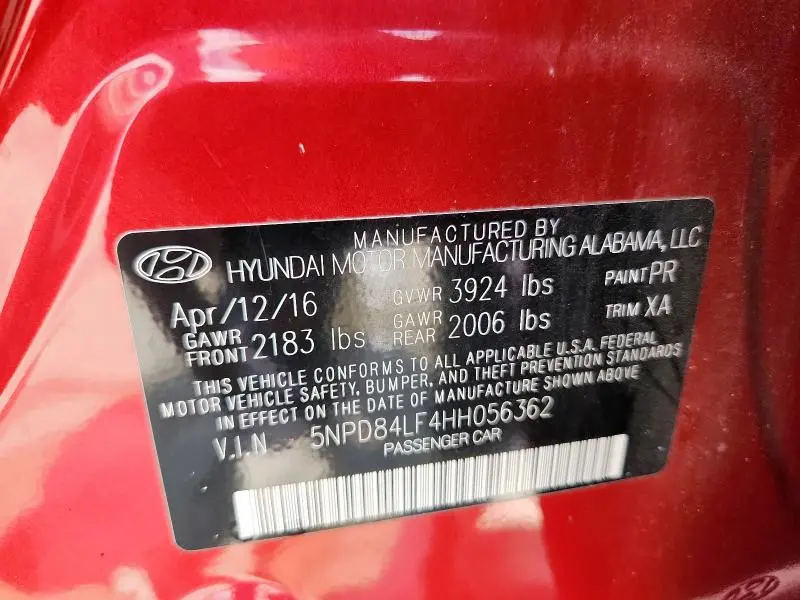 MANUFACTURED BY
HYUNDAI MOTOR MANUFACTURING ALABAMA, LLC
Apr/12/16 GVWR 3924 lbs PAINT PR
GAWR FRONT 2183 lbs GAWR REAR 2006 lbs TRIM XA
THIS VEHICLE CONFORMS TO ALL APPLICABLE U.S.A. FEDERAL
MOTOR VEHICLE SAFETY, BUMPER, AND THEFT PREVENTION STANDARDS
IN EFFECT ON THE DATE OF MANUFACTURE SHOWN ABOVE
V.I.N 5NPD84LF4HH056362
PASSENGER CAR